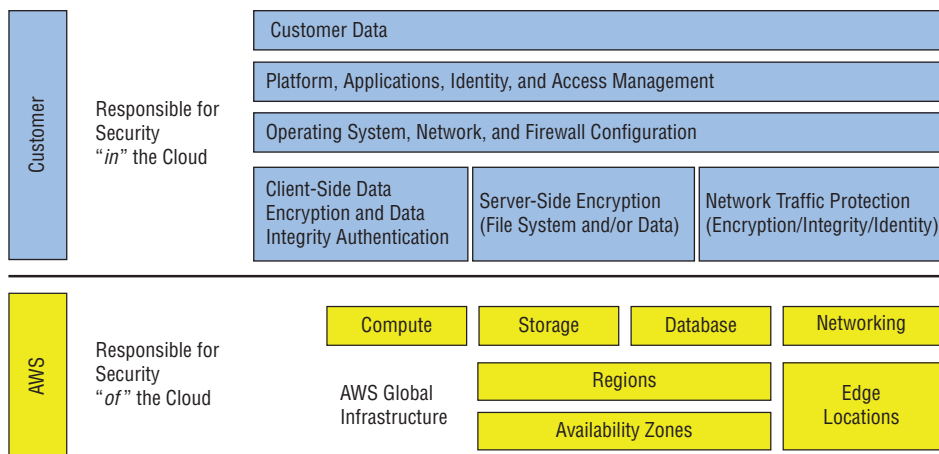 Customer
Responsible for
Security
“in” the Cloud
Customer Data
Platform, Applications, Identity, and Access Management
Operating System, Network, and Firewall Configuration
Client-Side Data
Encryption and Data
Integrity Authentication
Server-Side Encryption
(File System and/or Data)
Network Traffic Protection
(Encryption/Integrity/Identity)
AWS
Responsible for
Security
“of” the Cloud
Compute
Storage
Database
Networking
AWS Global
Infrastructure
Regions
Availability Zones
Edge
Locations